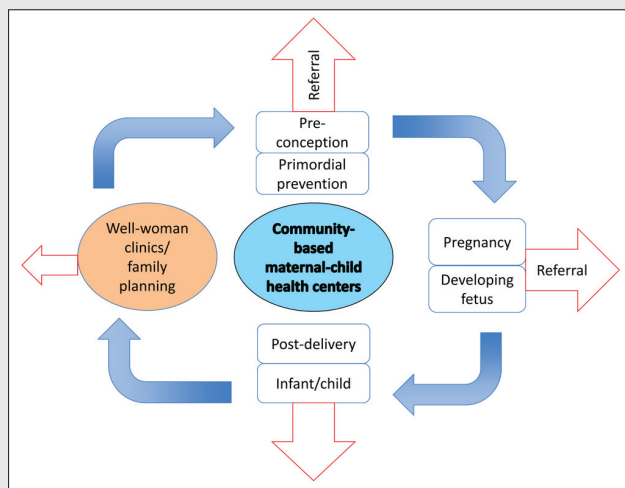 Referral
Pre-
conception
Primordial
prevention
Well-woman
clinics/
family
planning
Community-
based
maternal-child
health centers
Pregnancy
Developing
fetus
Referral
Post-delivery
Infant/child